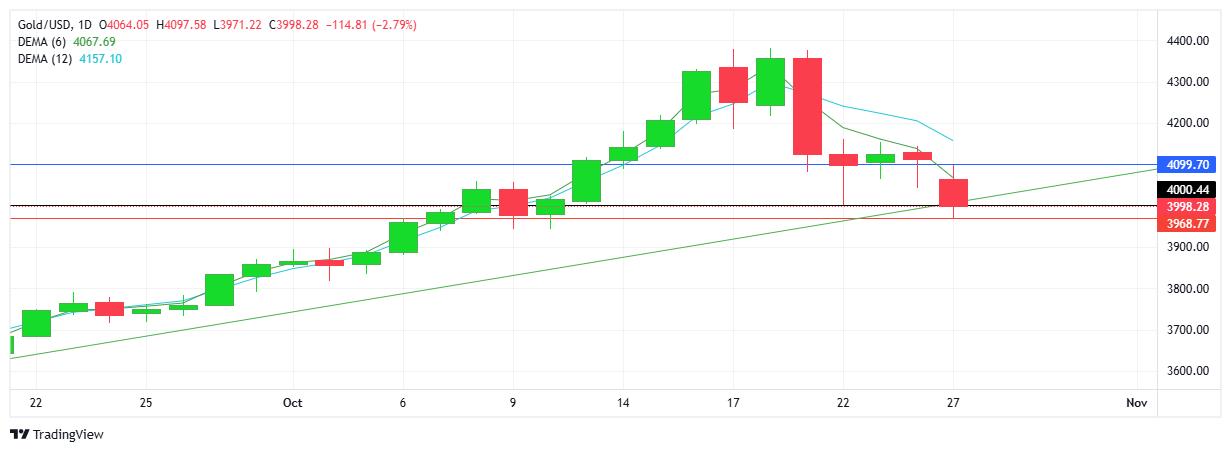 Gold/USD, 1D O4064.05 H4097.58 L3971.22 C3998.28 −114.81 (−2.79%)
DEMA (6) 4067.69
DEMA (12) 4157.10
4400.00
4300.00
4200.00
4099.70
4000.44
3998.28
3968.77
3900.00
3800.00
3700.00
3600.00
22 25 Oct 6 9 14 17 22 27 Nov
TradingView